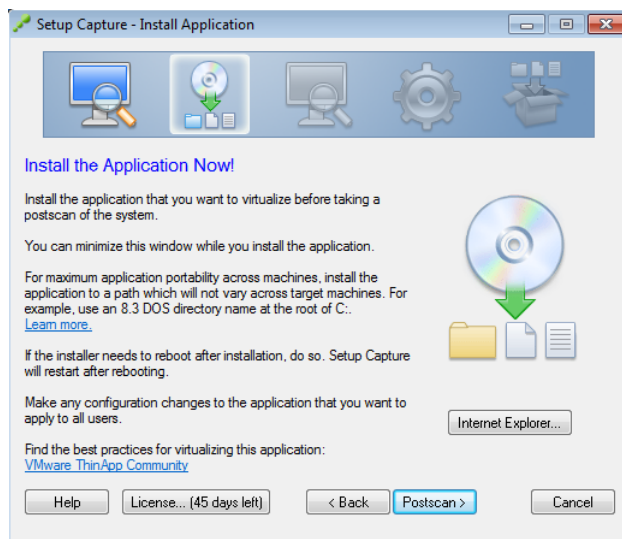 Setup Capture - Install Application
Install the Application Now!
Install the application that you want to virtualize before taking a
postscan of the system.
You can minimize this window while you install the application.
For maximum application portability across machines, install the
application to a path which will not vary across target machines. For
example, use an 8.3 DOS directory name at the root of C:.
Learn more.
If the installer needs to reboot after installation, do so. Setup Capture
will restart after rebooting.
Make any configuration changes to the application that you want to
apply to all users.
Internet Explorer...
Find the best practices for virtualizing this application:
VMware ThinApp Community
Help License... (45 days left) < Back Postscan > Cancel